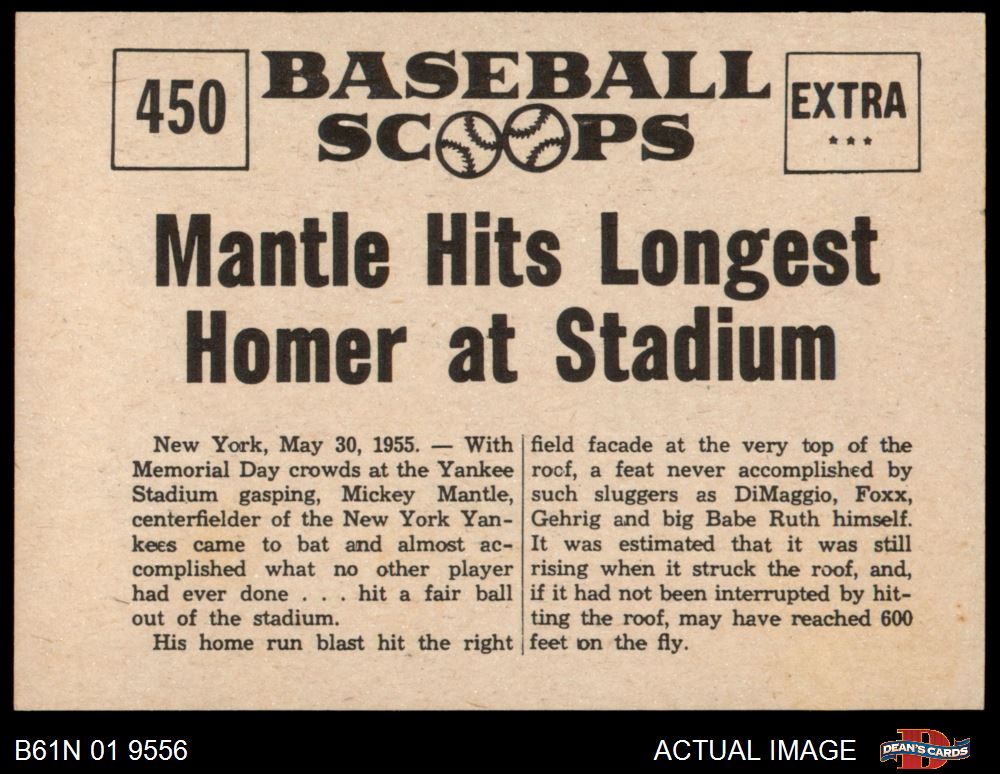 450
BASEBALL
SCOOPS
EXTRA
***
Mantle Hits Longest
Homer at Stadium
New York, May 30, 1955. — With
Memorial Day crowds at the Yankee
Stadium gasping, Mickey Mantle,
centerfielder of the New York Yan-
kees came to bat and almost ac-
complished what no other player
had ever done . . . hit a fair ball
out of the stadium.
His home run blast hit the right
field facade at the very top of the
roof, a feat never accomplished by
such sluggers as DiMaggio, Foxx,
Gehrig and big Babe Ruth himself.
It was estimated that it was still
rising when it struck the roof, and,
if it had not been interrupted by hit-
ting the roof, may have reached 600
feet on the fly.
B61N 01 9556
ACTUAL IMAGE
DEAN'S CARDS